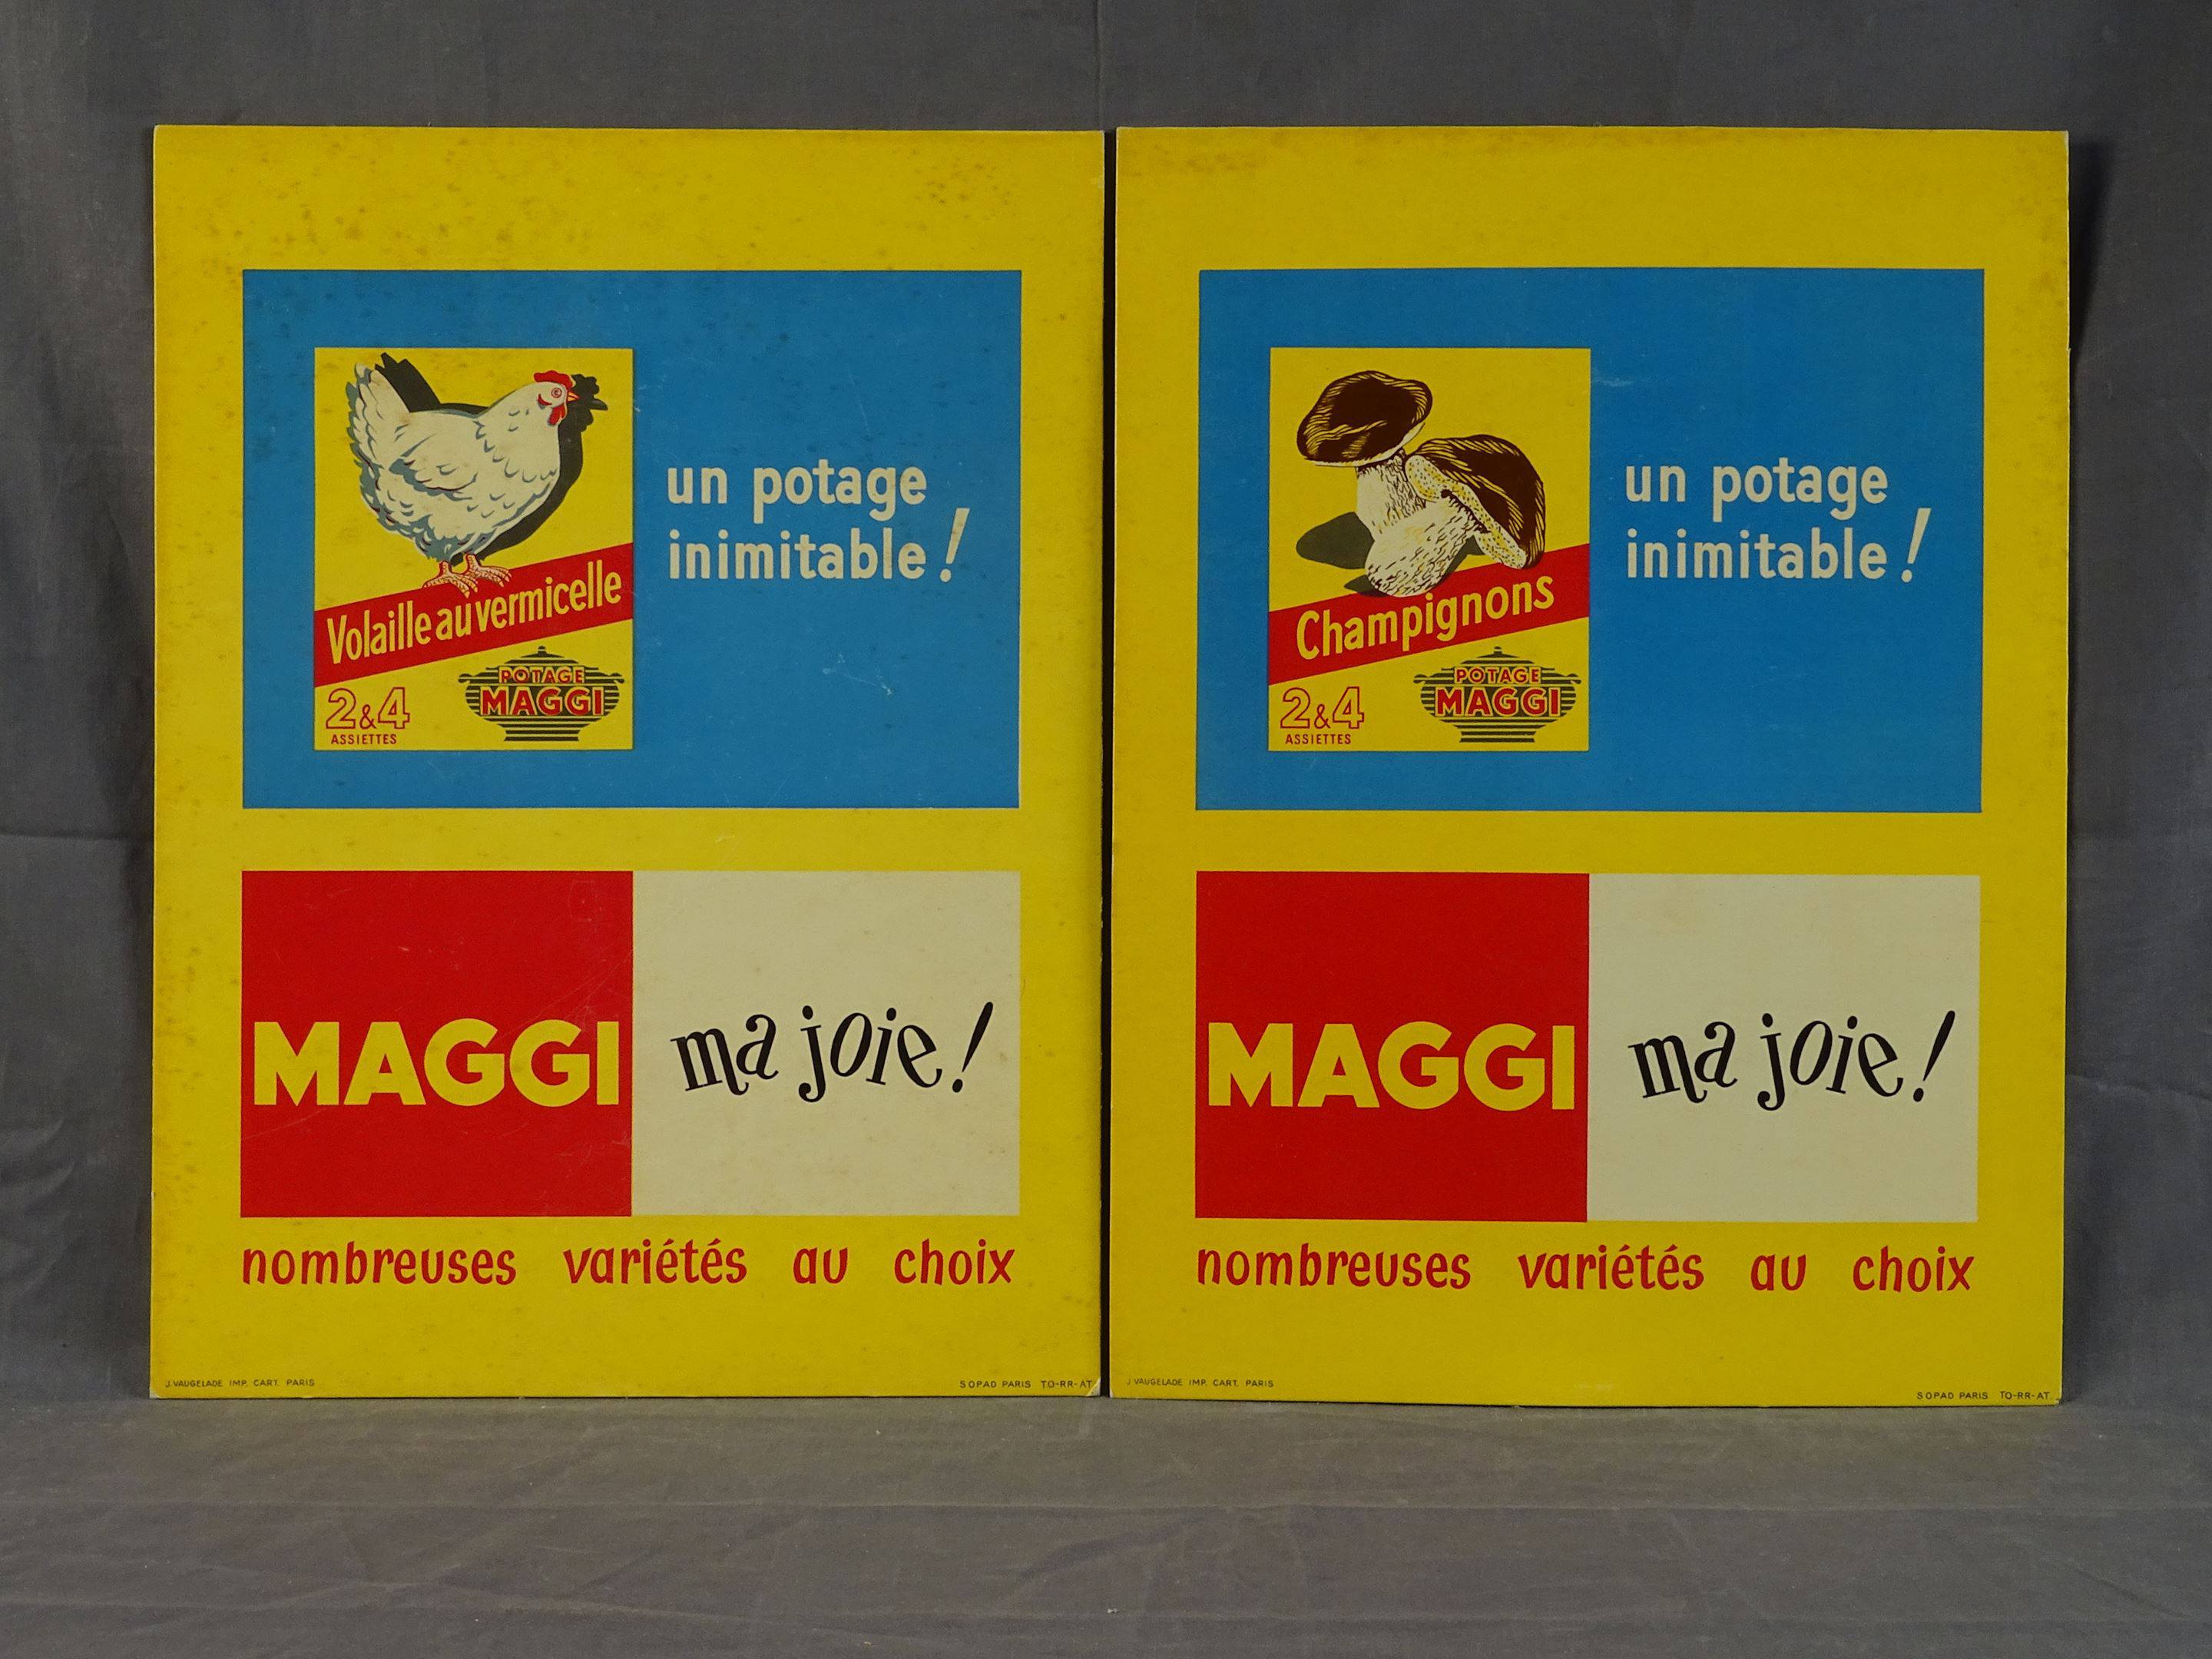 un potage
inimitable !
Volaille au vermicelle
POTAGE
MAGGI
2&4
ASSIETTES
MAGGI
ma joie !
nombreuses variétés au choix
J. VAUGELADE IMP. CART. PARIS
SOPAD PARIS TO-RR-AT.
un potage
inimitable !
Champignons
POTAGE
MAGGI
2&4
ASSIETTES
MAGGI
ma joie !
nombreuses variétés au choix
J. VAUGELADE IMP. CART. PARIS
SOPAD PARIS TO-RR-AT.